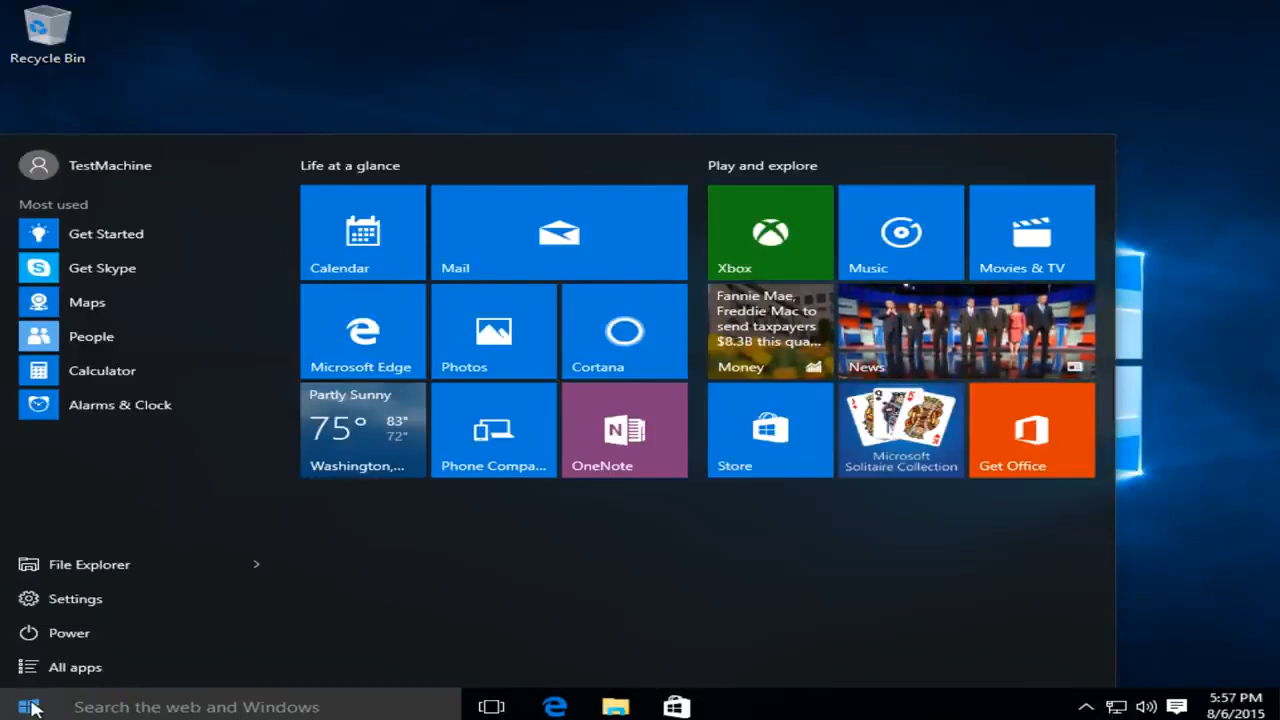 Recycle Bin
TestMachine
Most used
Get Started
Get Skype
Maps
People
Calculator
Alarms & Clock
File Explorer
Settings
Power
All apps
Life at a glance
Calendar
Mail
Microsoft Edge
Photos
Cortana
Partly Sunny
75°
83°
72°
Washington,...
Phone Compa...
N
OneNote
Play and explore
Xbox
Music
Movies & TV
Fannie Mae,
Freddie Mac to
send taxpayers
$8.3B this qua...
Money
News
Store
Microsoft
Solitaire Collection
Get Office
Search the web and Windows
5:57 PM
8/6/2015